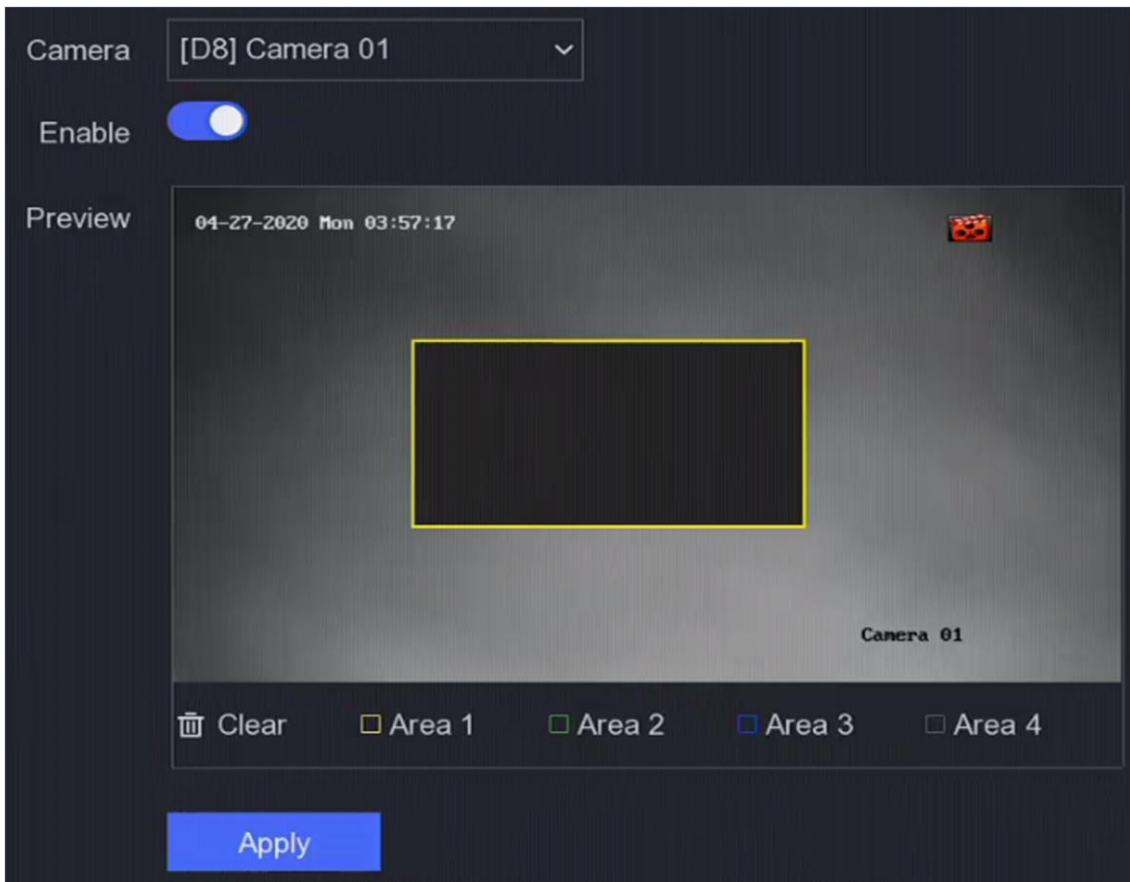 Camera [D8] Camera 01
Enable
Preview
04-27-2020 Mon 03:57:17
Camera 01
Clear Area 1 Area 2 Area 3 Area 4
Apply